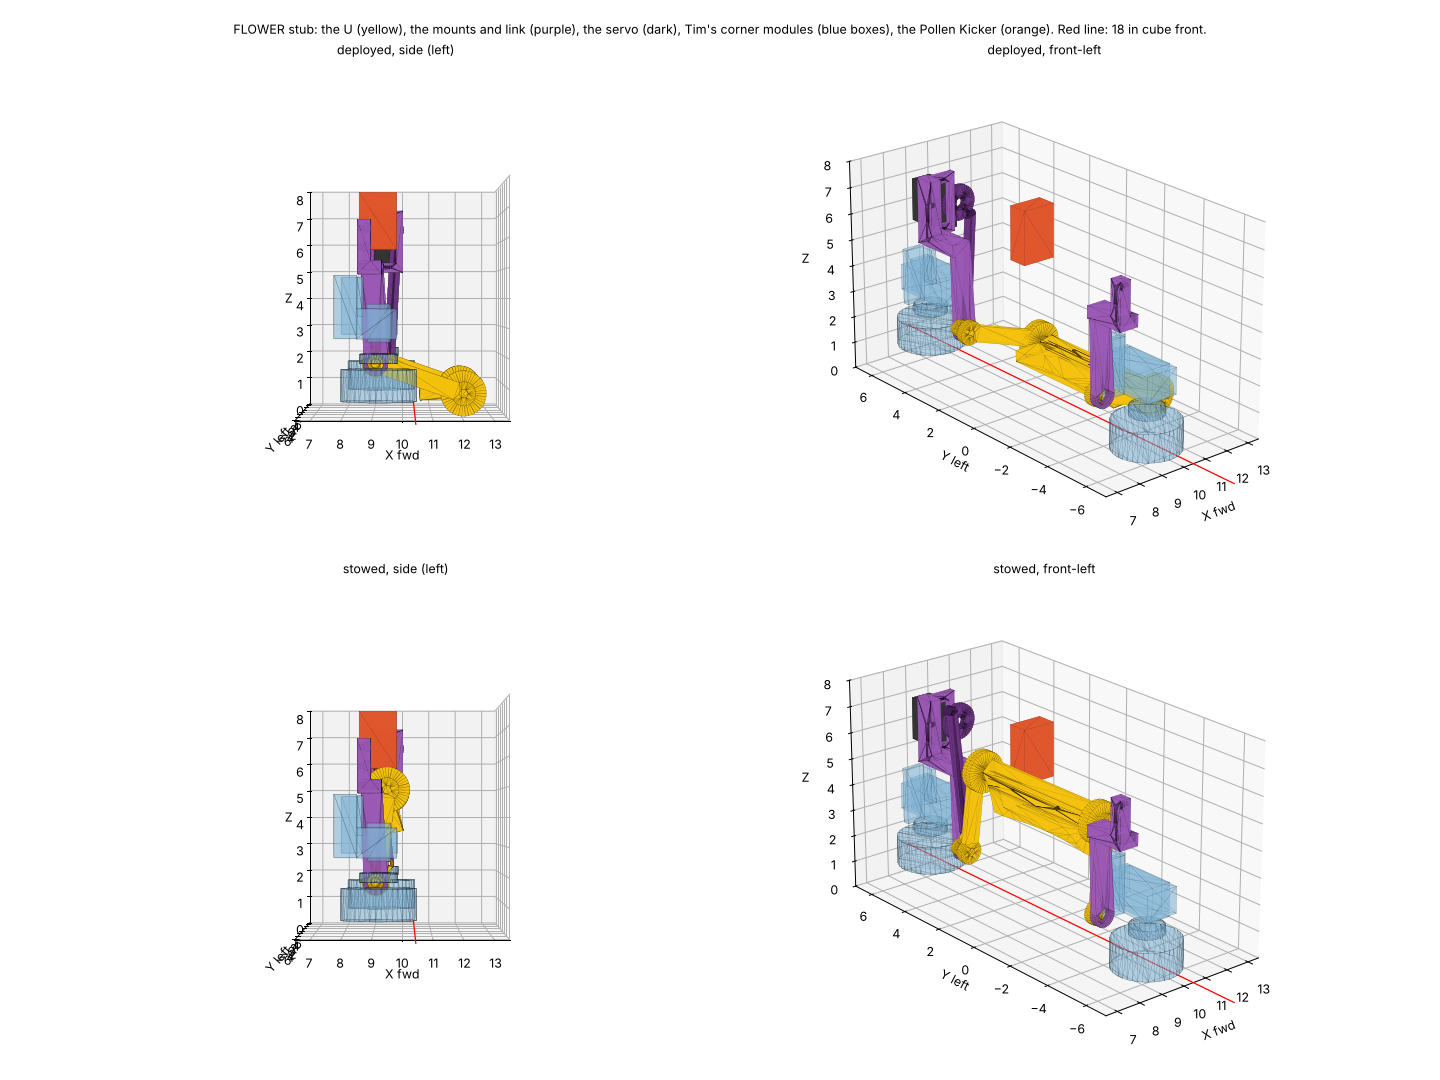 FLOWER stub: the U (yellow), the mounts and link (purple), the servo (dark), Tim's corner modules (blue boxes), the Pollen Kicker (orange). Red line: 18 in cube front.
deployed, side (left)
8
7
6
5
Z
4
3
2
1
0
Y left
7 8 9 10 11 12 13
X fwd
deployed, front-left
8
7
6
5
Z
4
3
2
1
0
6
4
2
0
−2
−4
−6
Y left
7 8 9 10 11 12 13
X fwd
stowed, side (left)
8
7
6
5
Z
4
3
2
1
0
Y left
7 8 9 10 11 12 13
X fwd
stowed, front-left
8
7
6
5
Z
4
3
2
1
0
6
4
2
0
−2
−4
−6
Y left
7 8 9 10 11 12 13
X fwd